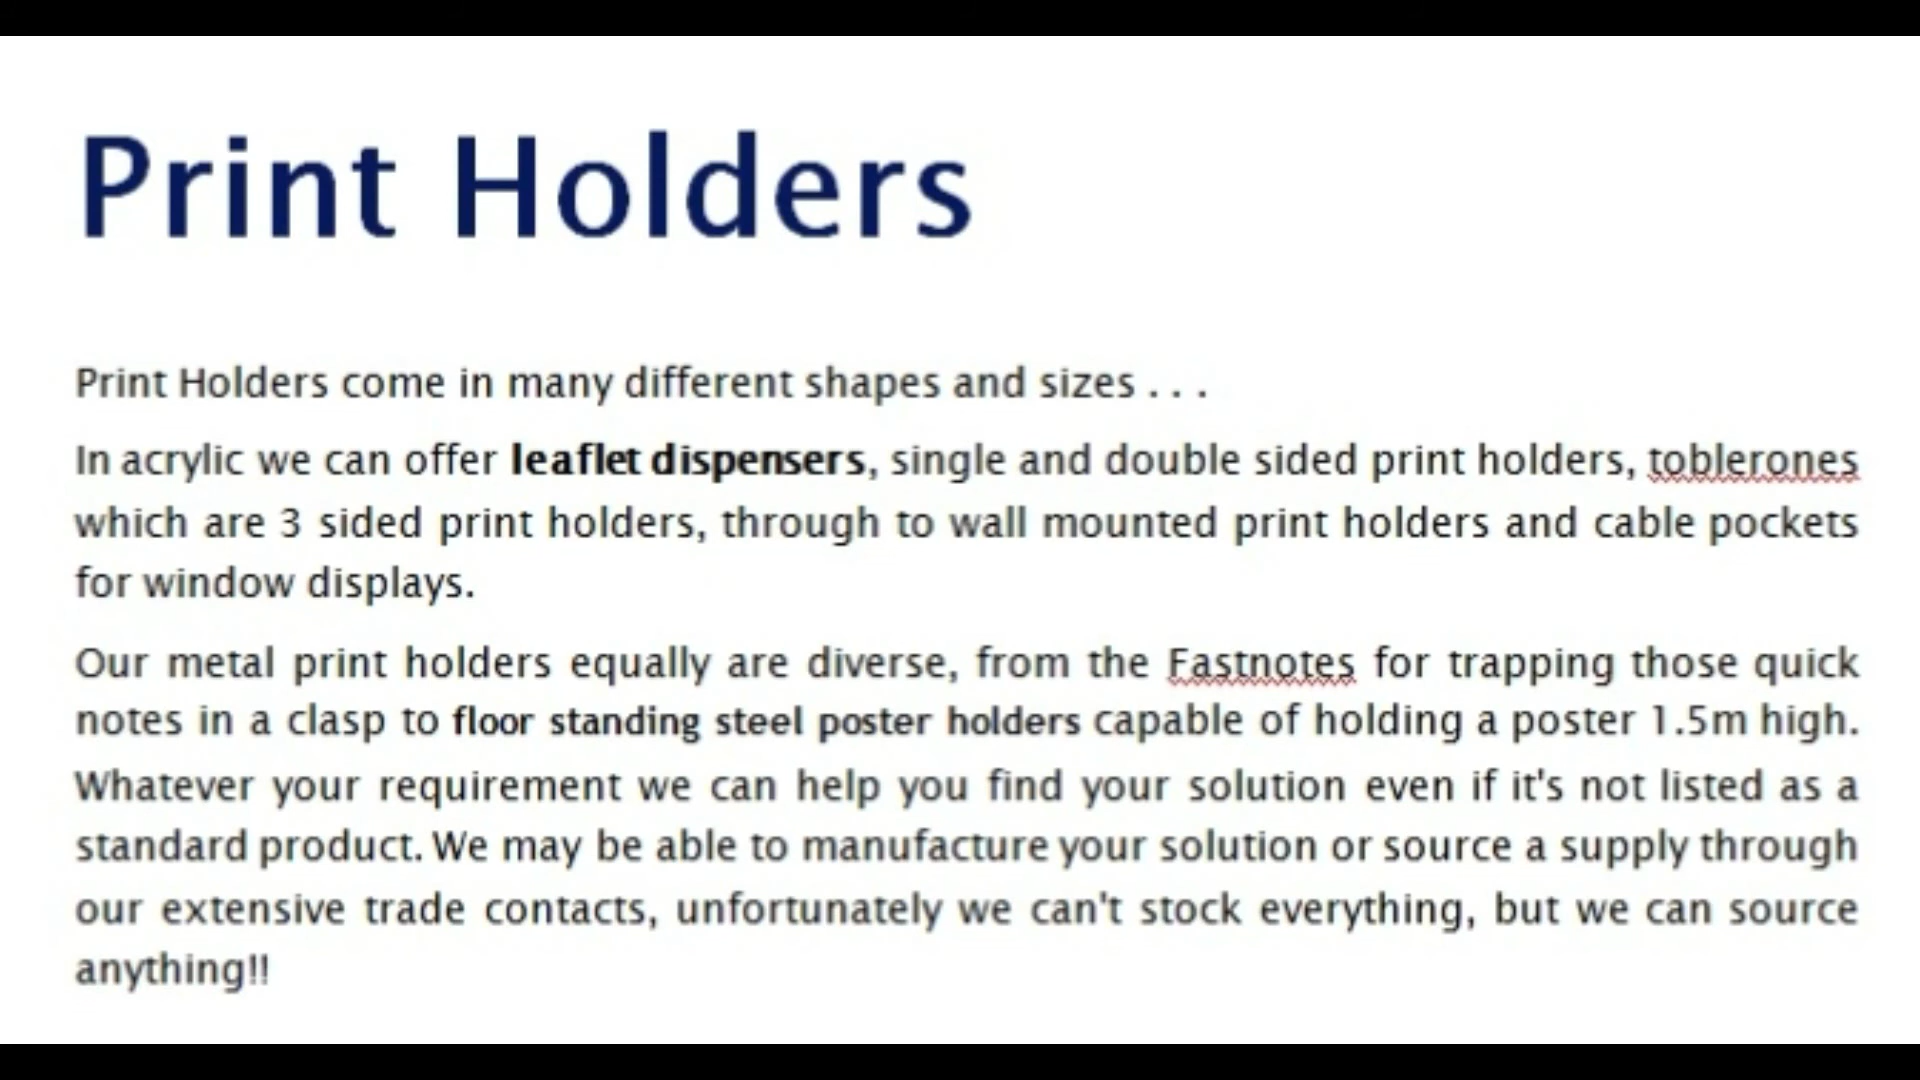 Print Holders
Print Holders come in many different shapes and sizes . . .
In acrylic we can offer leaflet dispensers, single and double sided print holders, toblerones
which are 3 sided print holders, through to wall mounted print holders and cable pockets
for window displays.
Our metal print holders equally are diverse, from the Fastnotes for trapping those quick
notes in a clasp to floor standing steel poster holders capable of holding a poster 1.5m high.
Whatever your requirement we can help you find your solution even if it's not listed as a
standard product. We may be able to manufacture your solution or source a supply through
our extensive trade contacts, unfortunately we can't stock everything, but we can source
anything!!